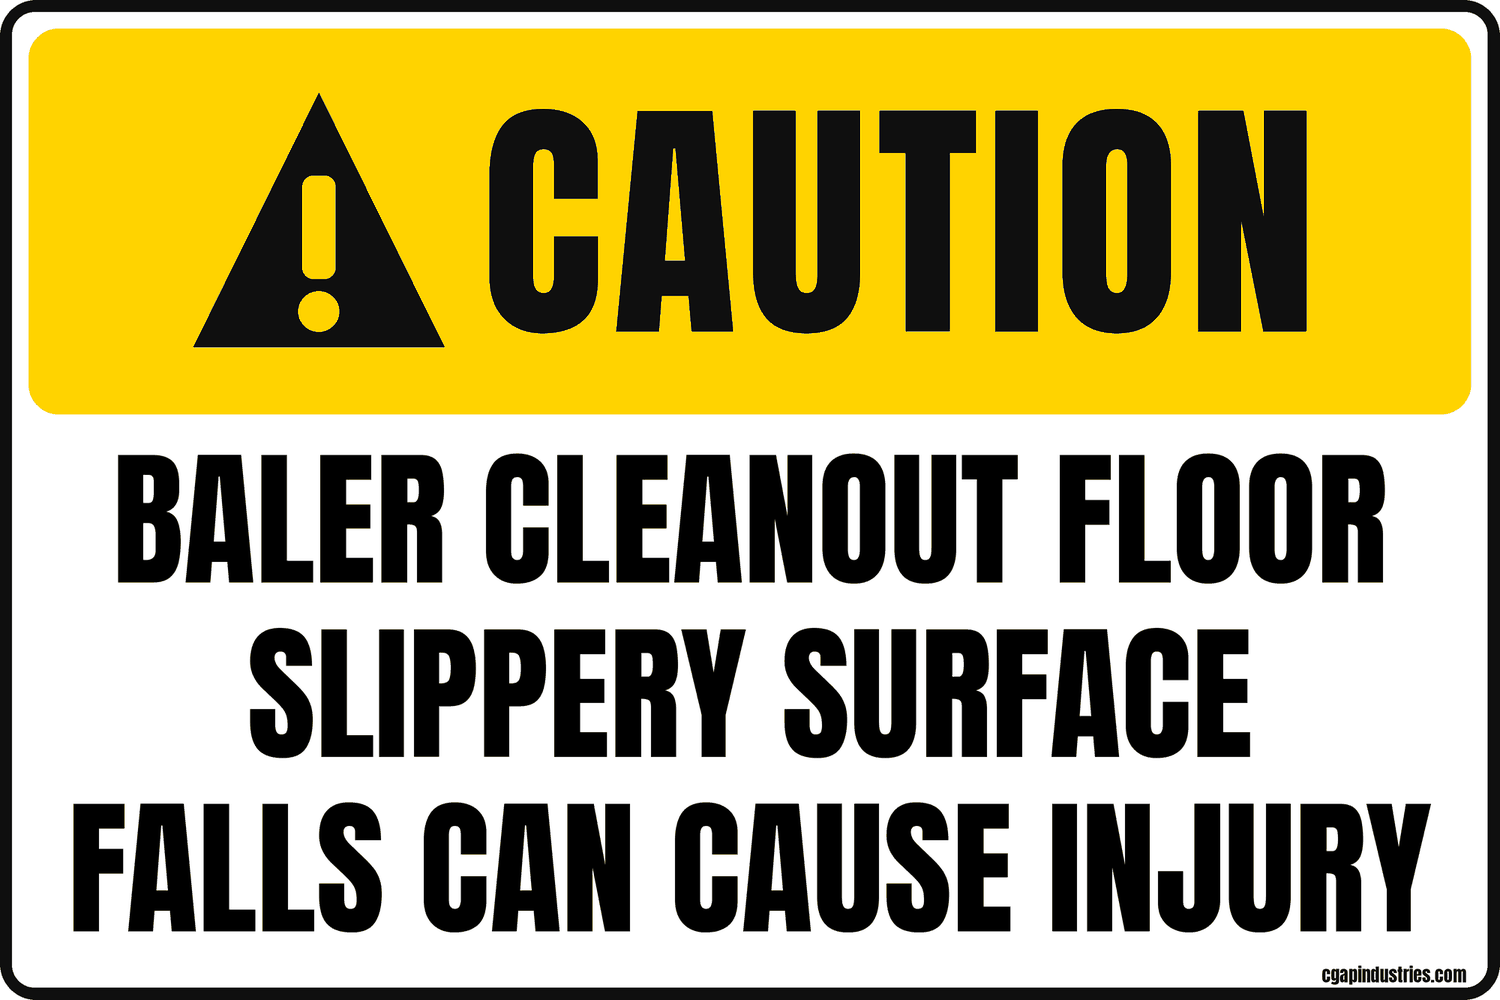 CAUTION
BALER CLEANOUT FLOOR
SLIPPERY SURFACE
FALLS CAN CAUSE INJURY
cgapindustries.com